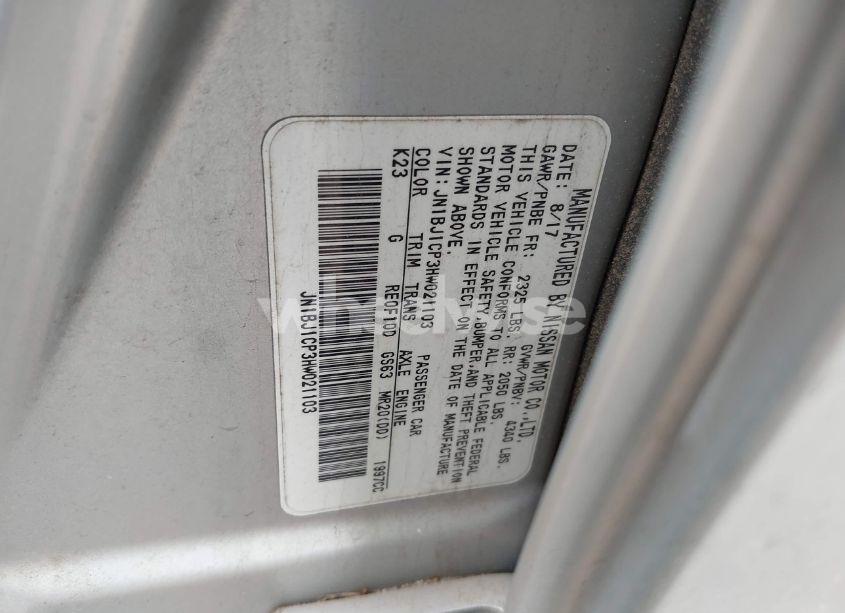 MANUFACTURED BY NISSAN MOTOR CO.,LTD.
DATE: 8/17 GVWR/PNBV: 4340 LBS.
GAWR/PNBE FR: 2325 LBS. RR: 2050 LBS.
THIS VEHICLE CONFORMS TO ALL APPLICABLE FEDERAL
MOTOR VEHICLE SAFETY,BUMPER,AND THEFT PREVENTION
STANDARDS IN EFFECT ON THE DATE OF MANUFACTURE
SHOWN ABOVE.
VIN:JN1BJ1CP3HW021103 PASSENGER CAR
COLOR TRIM TRANS AXLE ENGINE
K23 G RE0F10D GS63 MR20(DD) 1997CC
JN1BJ1CP3HW021103